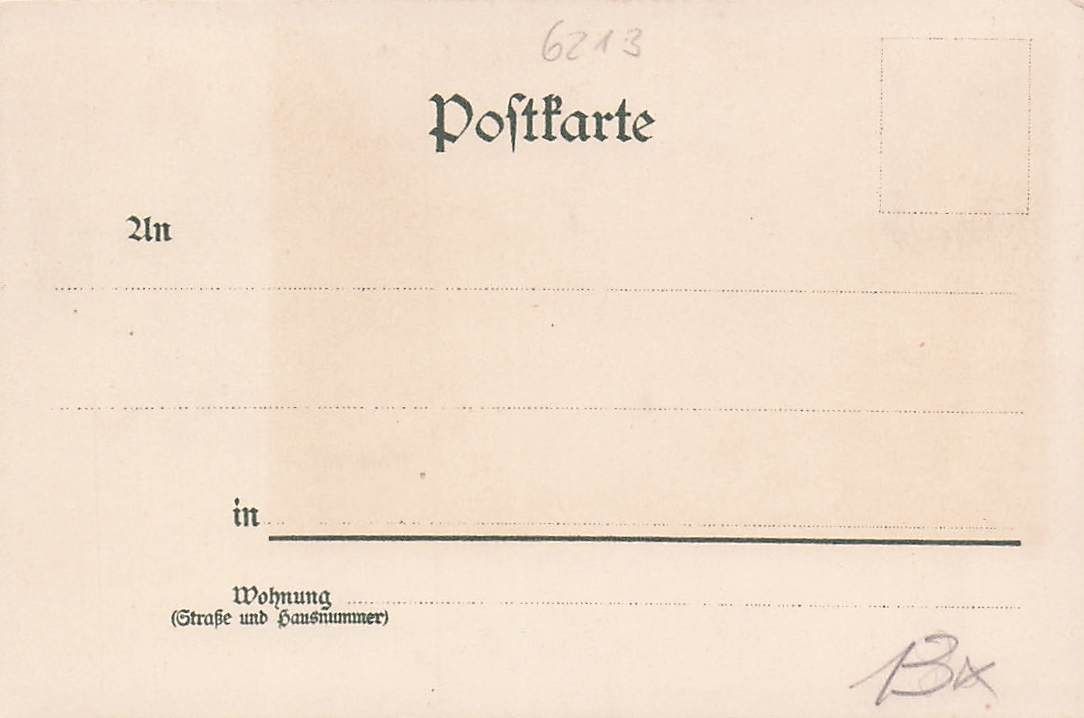 6213
Postkarte
An
in
Wohnung
(Straße und Hausnummer)